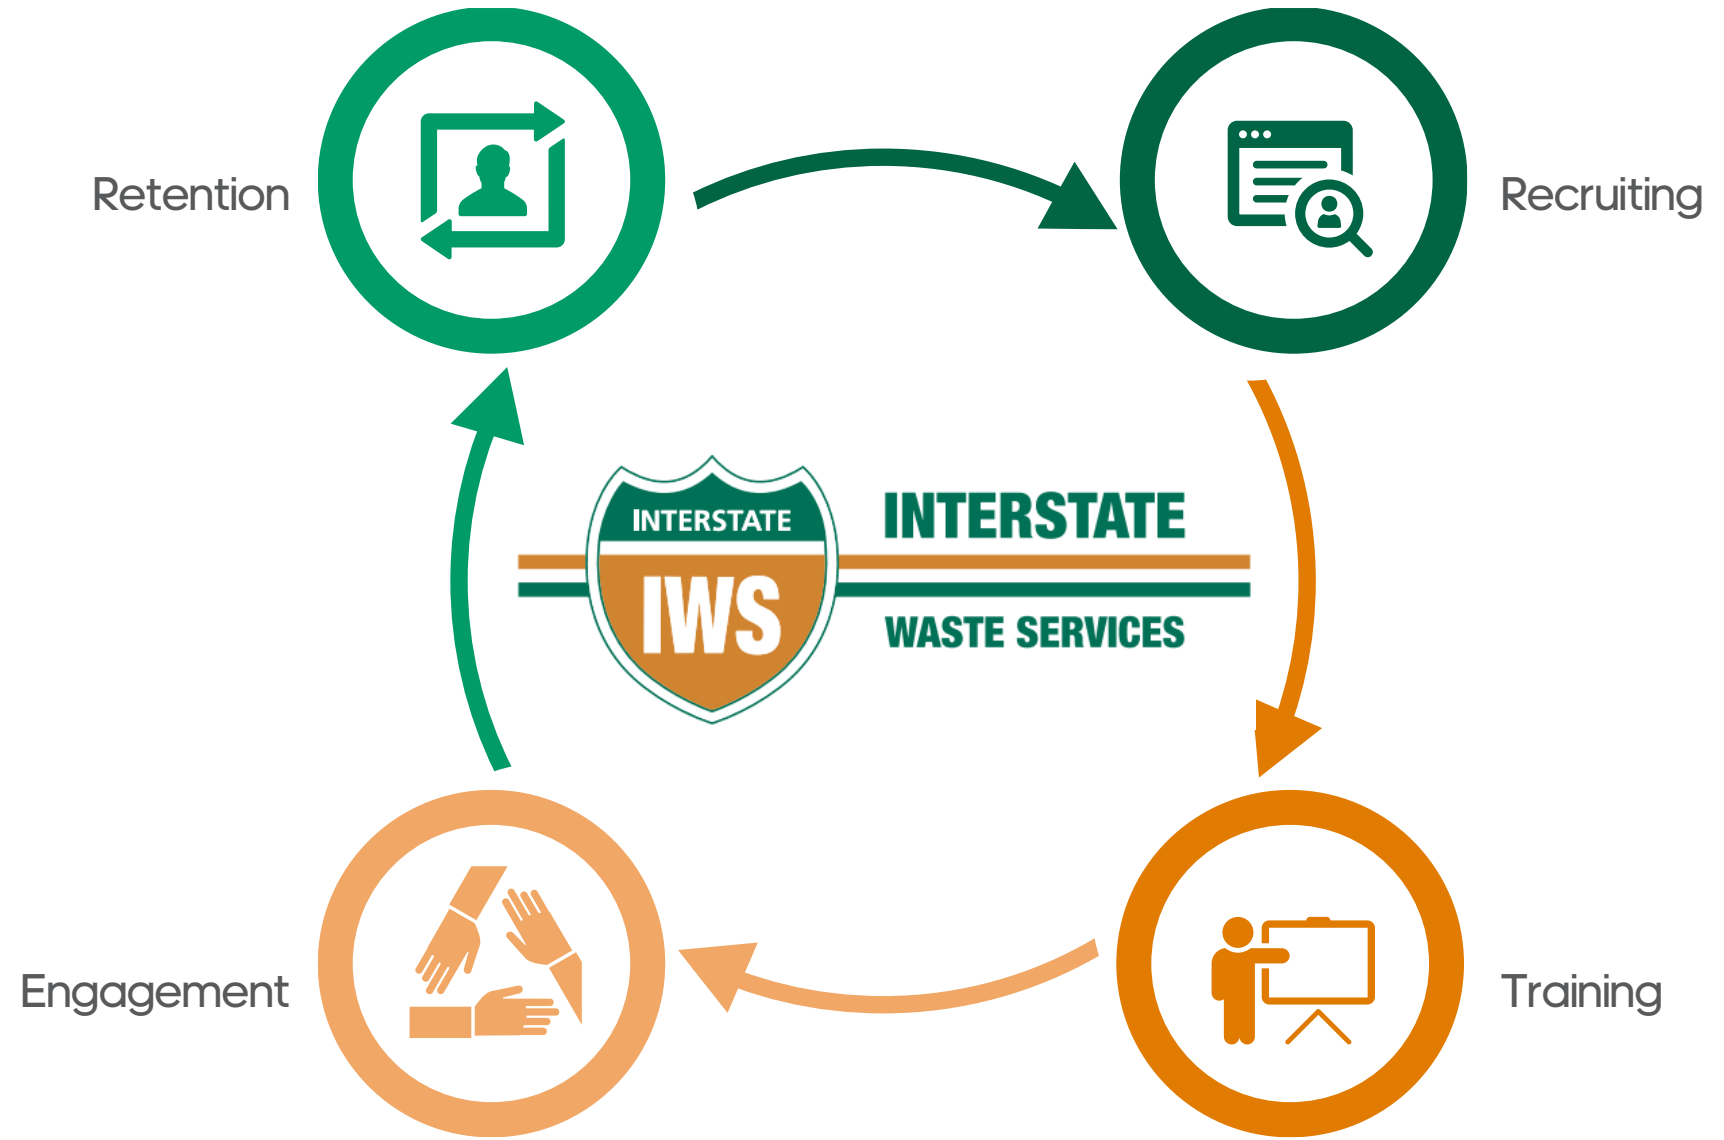 Retention
Recruiting
INTERSTATE
IWS
INTERSTATE
WASTE SERVICES
Engagement
Training